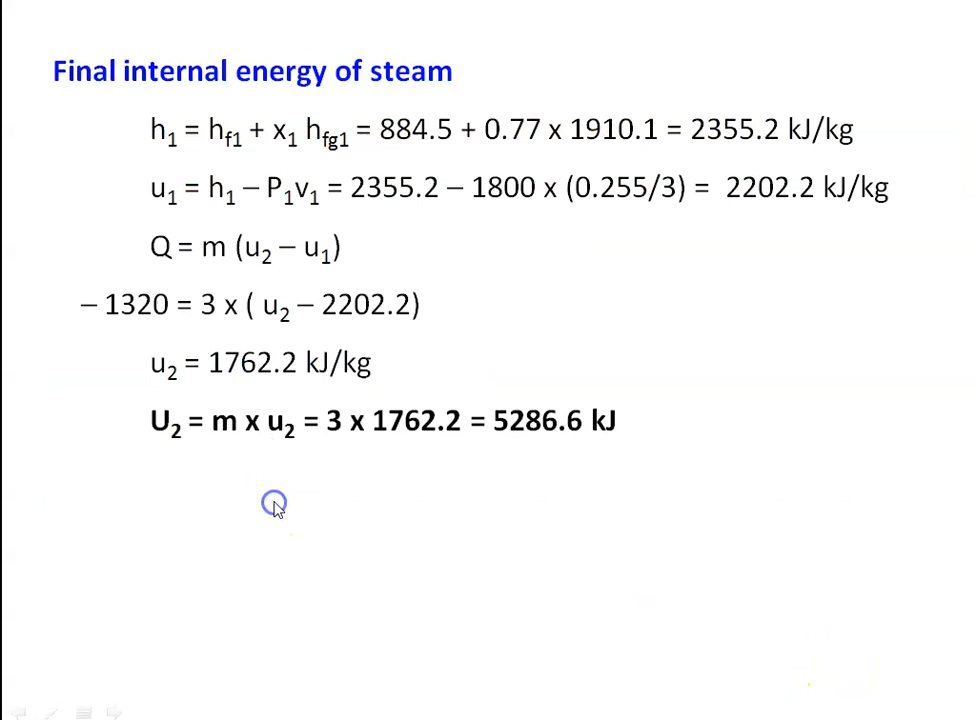 Final internal energy of steam
h₁ = h_f1 + x₁ h_fg1 = 884.5 + 0.77 x 1910.1 = 2355.2 kJ/kg
u₁ = h₁ – P₁v₁ = 2355.2 – 1800 x (0.255/3) = 2202.2 kJ/kg
Q = m (u₂ – u₁)
– 1320 = 3 x ( u₂ – 2202.2)
u₂ = 1762.2 kJ/kg
U₂ = m x u₂ = 3 x 1762.2 = 5286.6 kJ